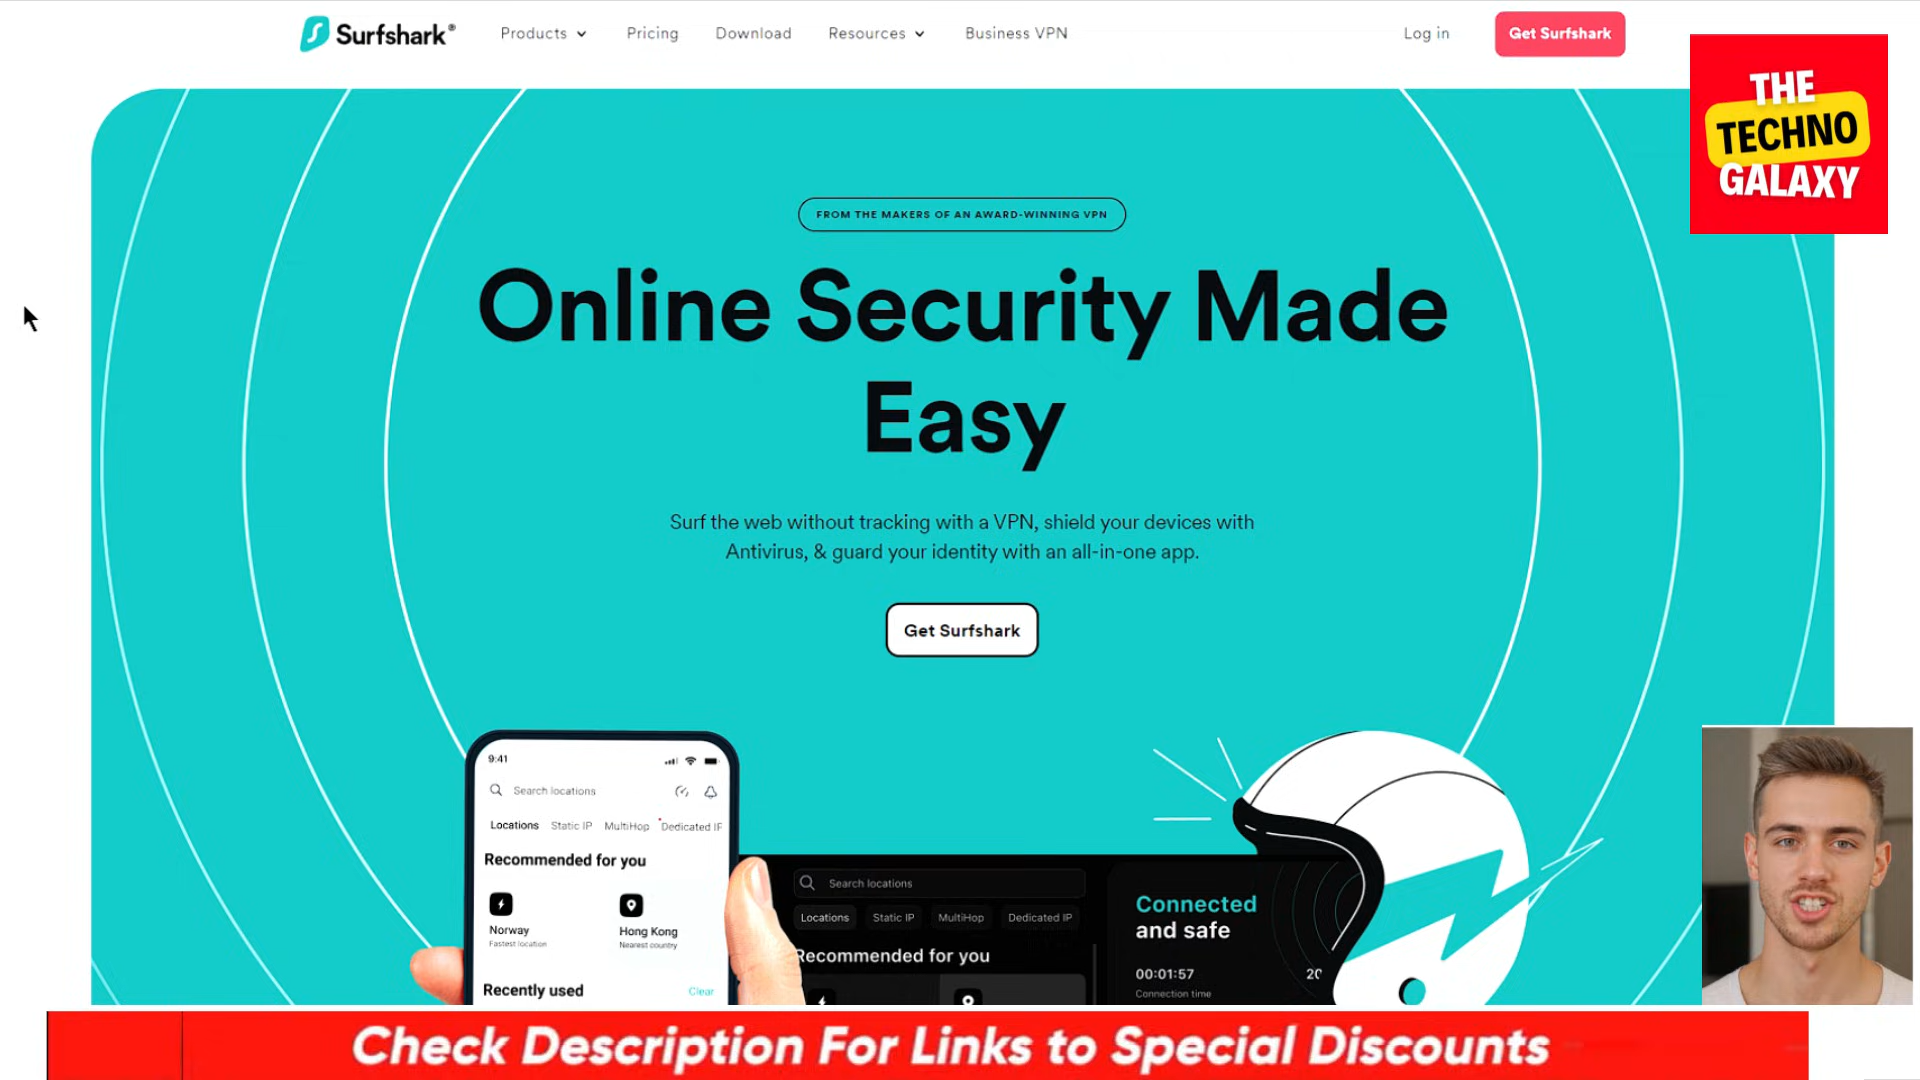 Surfshark®
Products
Pricing
Download
Resources
Business VPN
Log in
Get Surfshark
THE
TECHNO
GALAXY
FROM THE MAKERS OF AN AWARD-WINNING VPN
Online Security Made
Easy
Surf the web without tracking with a VPN, shield your devices with
Antivirus, & guard your identity with an all-in-one app.
Get Surfshark
9:41
Search locations
Locations
Static IP
MultiHop
Dedicated IP
Recommended for you
Norway
Fastest location
Hong Kong
Nearest country
Recently used
Clear
Search locations
Locations
Static IP
MultiHop
Dedicated IP
Recommended for you
Connected
and safe
00:01:57
Connection time
Check Description For Links to Special Discounts